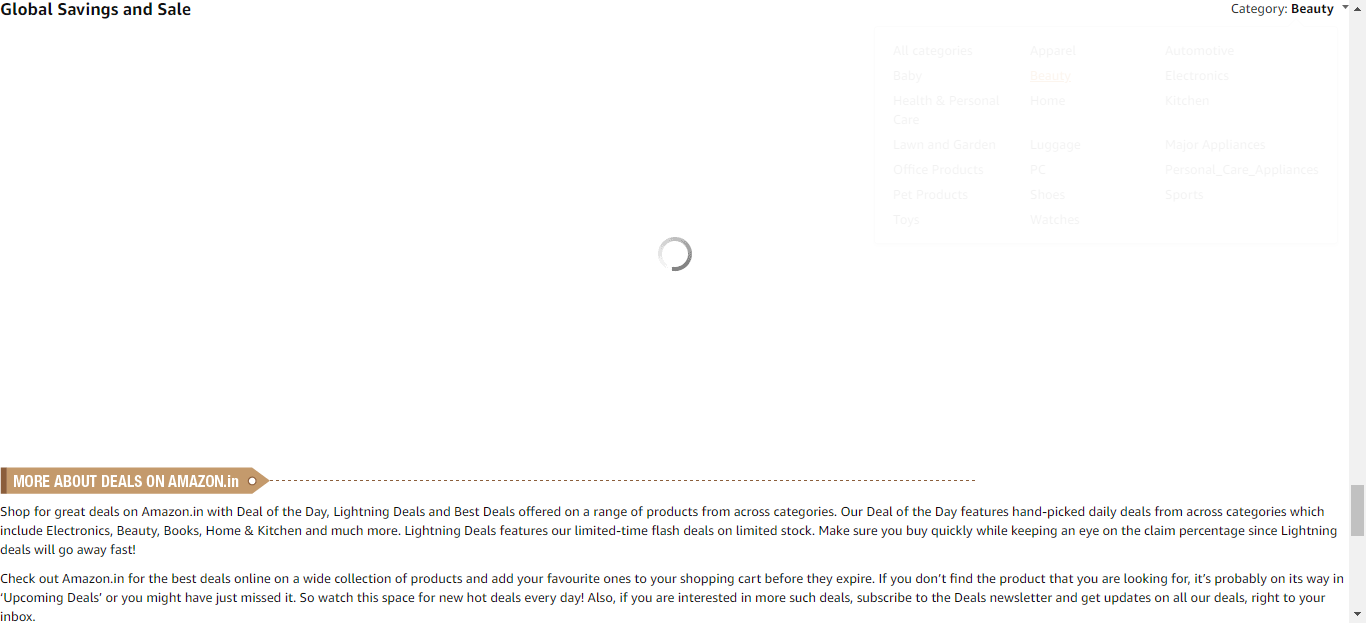 Global Savings and Sale
Category: Beauty
All categories Apparel Automotive
Baby Beauty Electronics
Health & Personal Home Kitchen
Care
Lawn and Garden Luggage Major Appliances
Office Products PC Personal_Care_Appliances
Pet Products Shoes Sports
Toys Watches
MORE ABOUT DEALS ON AMAZON.in
Shop for great deals on Amazon.in with Deal of the Day, Lightning Deals and Best Deals offered on a range of products from across categories. Our Deal of the Day features hand-picked daily deals from across categories which
include Electronics, Beauty, Books, Home & Kitchen and much more. Lightning Deals features our limited-time flash deals on limited stock. Make sure you buy quickly while keeping an eye on the claim percentage since Lightning
deals will go away fast!
Check out Amazon.in for the best deals online on a wide collection of products and add your favourite ones to your shopping cart before they expire. If you don’t find the product that you are looking for, it’s probably on its way in
‘Upcoming Deals’ or you might have just missed it. So watch this space for new hot deals every day! Also, if you are interested in more such deals, subscribe to the Deals newsletter and get updates on all our deals, right to your
inbox.